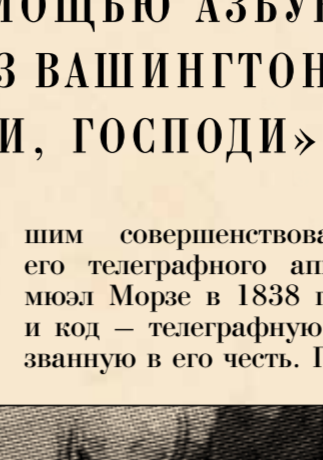 МОЩЬЮ АЗБУ
З ВАШИНГТОН
И, ГОСПОДИ»
шим совершенствова
его телеграфного ап
мюэл Морзе в 1838 г
и код — телеграфную
званную в его честь. П